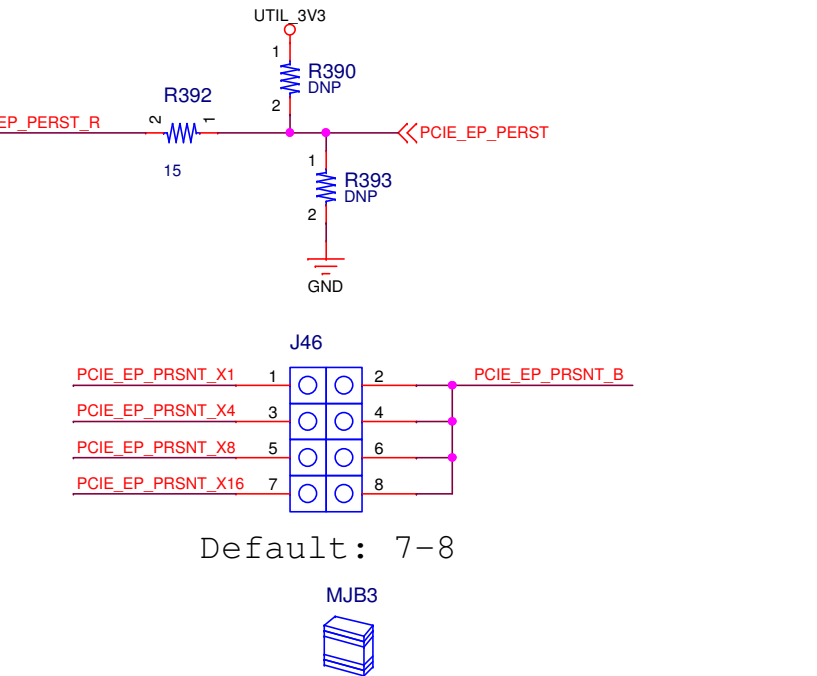 UTIL_3V3
1
R390
DNP
2
R392
EP_PERST_R
2
1
PCIE_EP_PERST
15
1
R393
DNP
2
GND
J46
PCIE_EP_PRSNT_X1 1 2 PCIE_EP_PRSNT_B
PCIE_EP_PRSNT_X4 3 4
PCIE_EP_PRSNT_X8 5 6
PCIE_EP_PRSNT_X16 7 8
Default: 7-8
MJB3